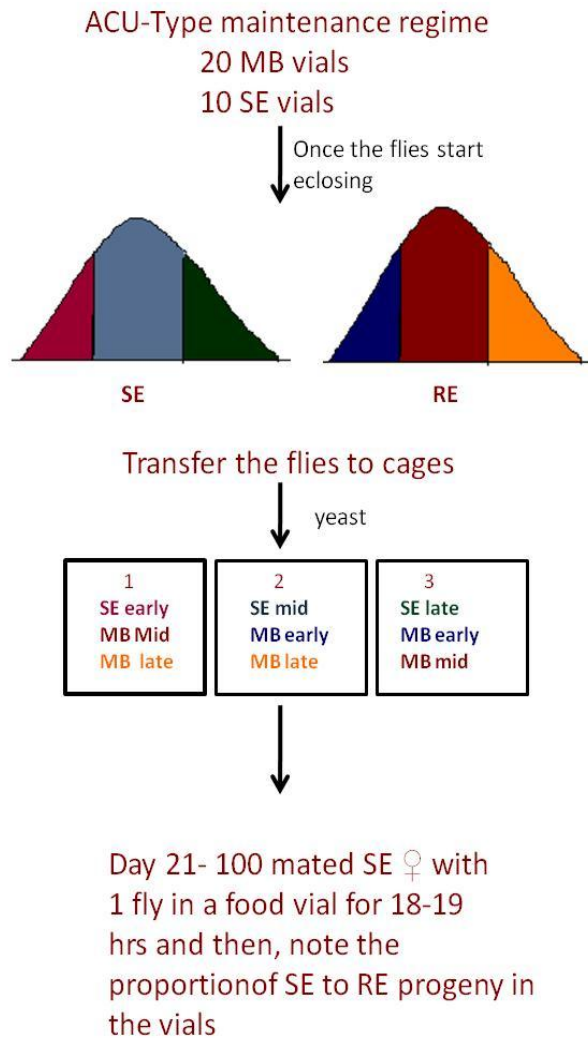 ACU-Type maintenance regime
20 MB vials
10 SE vials
Once the flies start
eclosing
SE
RE
Transfer the flies to cages
yeast
1
SE early
MB Mid
MB late
2
SE mid
MB early
MB late
3
SE late
MB early
MB mid
Day 21- 100 mated SE ♀ with
1 fly in a food vial for 18-19
hrs and then, note the
proportionof SE to RE progeny in
the vials